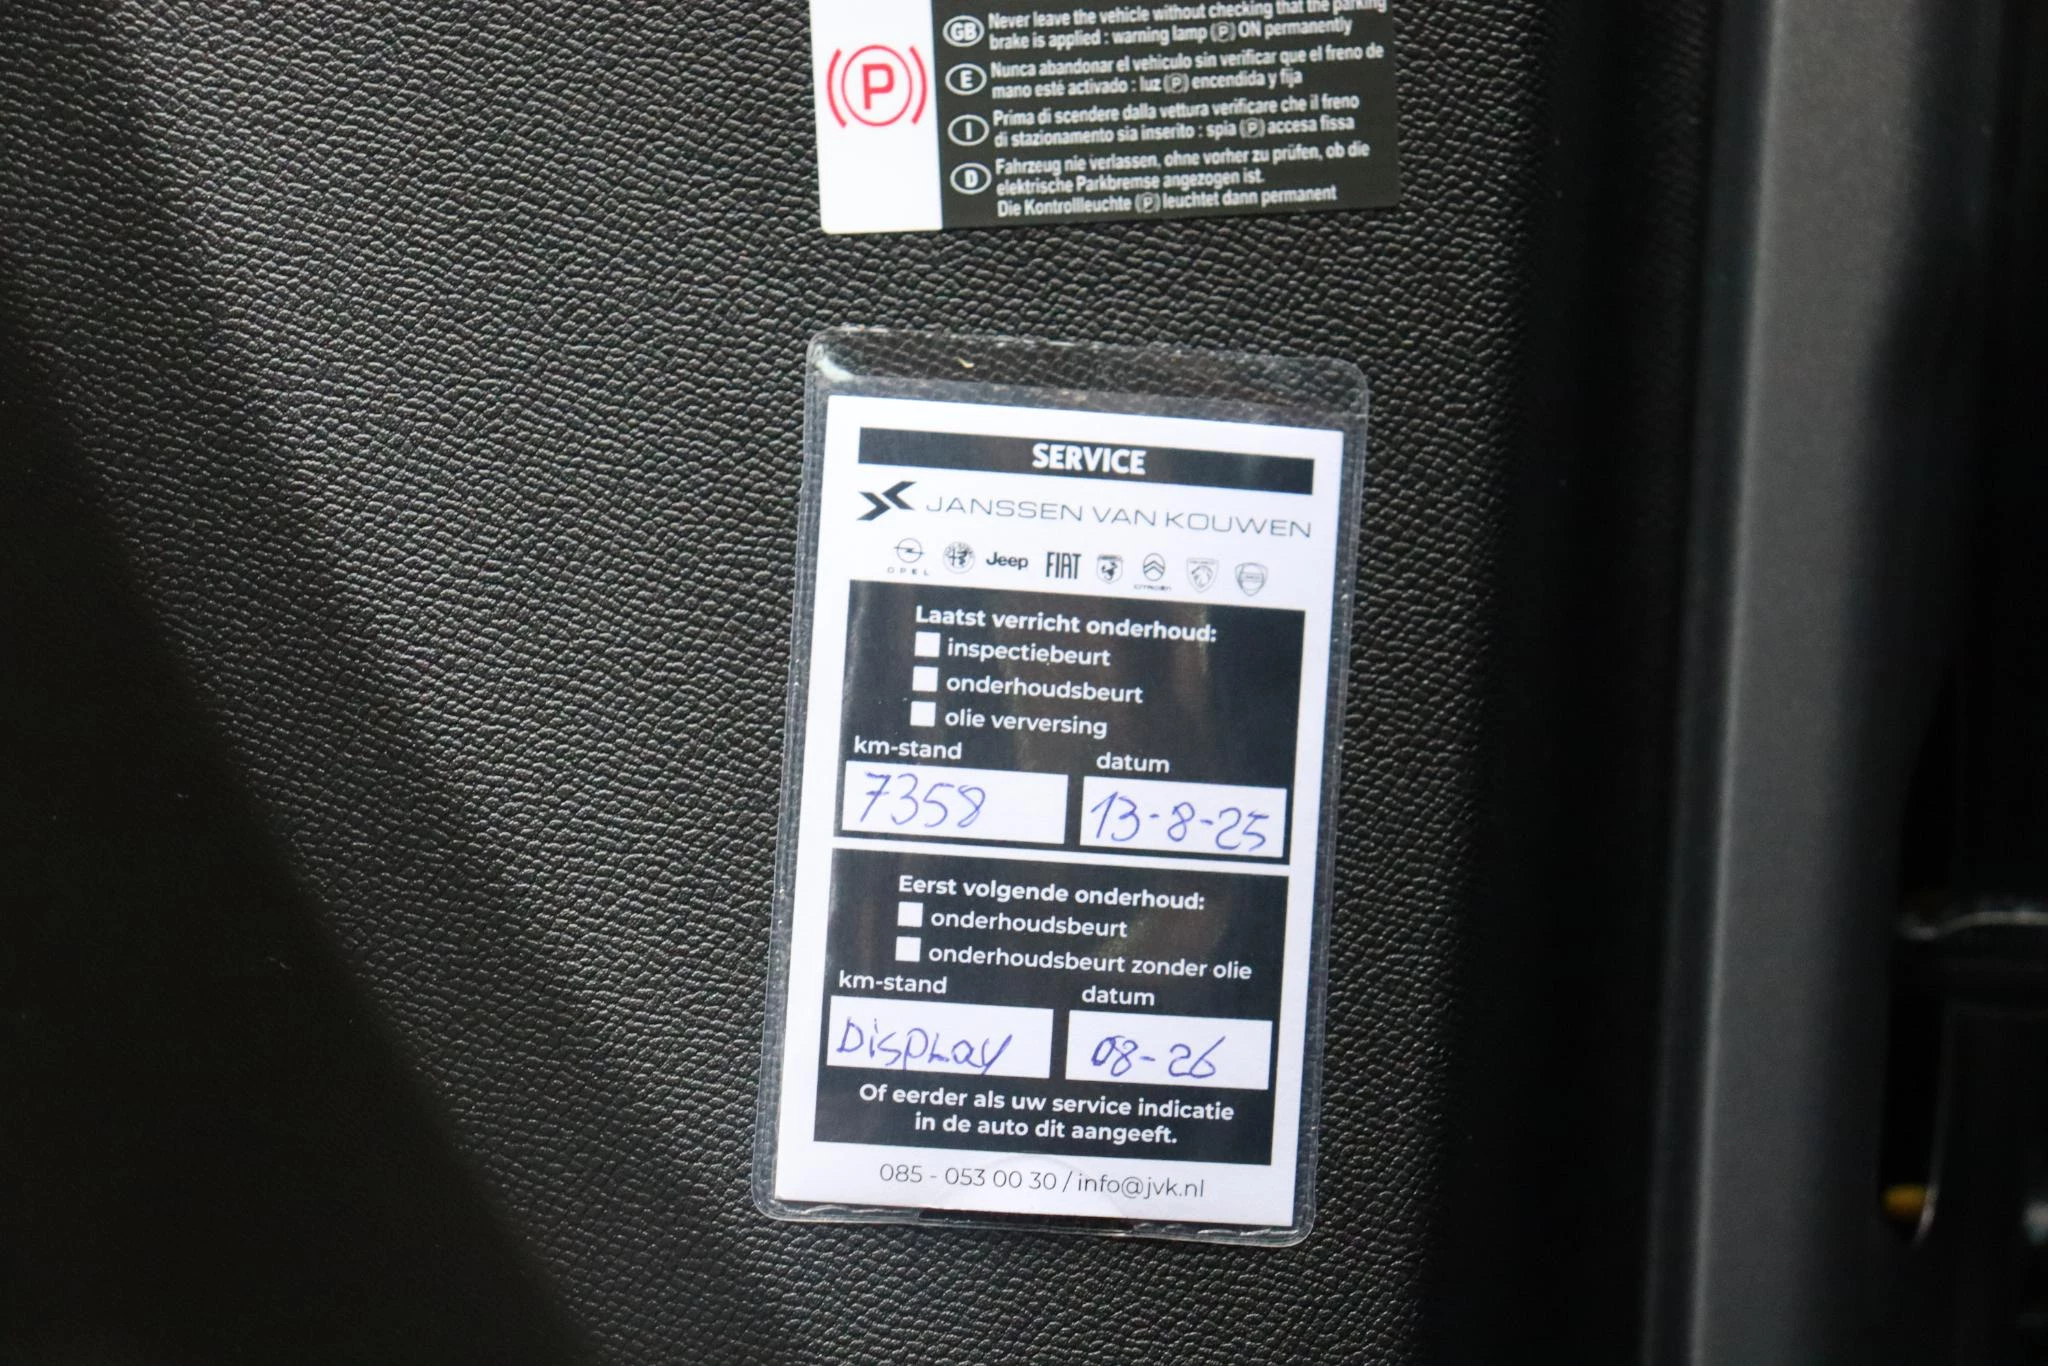 GB Never leave the vehicle without checking that the parking
brake is applied : warning lamp (P) ON permanently
P
E Nunca abandonar el vehiculo sin verificar que el freno de
mano esté activado : luz (P) encendida y fija
I Prima di scendere dalla vettura verificare che il freno
di stazionamento sia inserito : spia (P) accesa fissa
D Fahrzeug nie verlassen, ohne vorher zu prüfen, ob die
elektrische Parkbremse angezogen ist.
Die Kontrollleuchte (P) leuchtet dann permanent
SERVICE
JANSSEN VAN KOUWEN
OPEL Jeep FIAT CITROËN
Laatst verricht onderhoud:
inspectiebeurt
onderhoudsbeurt
olie verversing
km-stand datum
7358 13-8-25
Eerst volgende onderhoud:
onderhoudsbeurt
onderhoudsbeurt zonder olie
km-stand datum
Display 08-26
Of eerder als uw service indicatie
in de auto dit aangeeft.
085 - 053 00 30 / info@jvk.nl